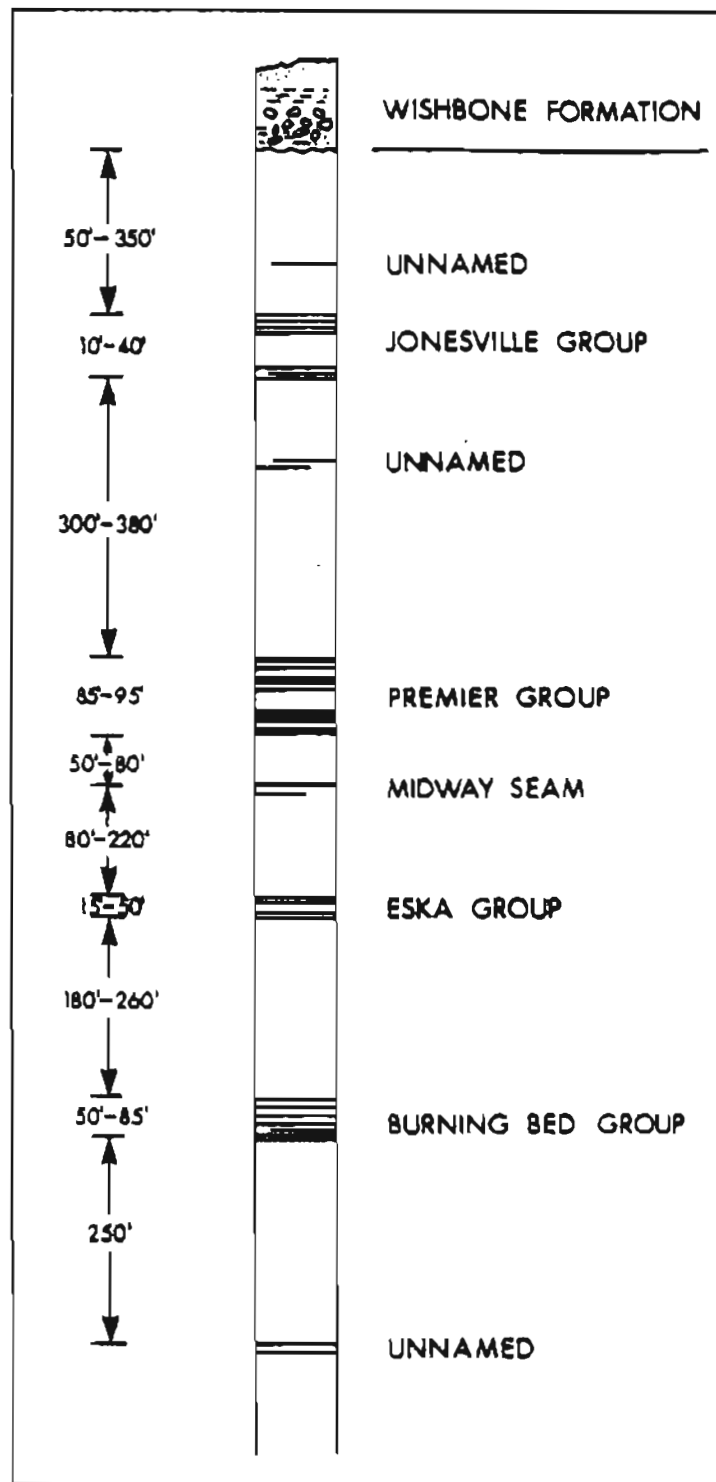 WISHBONE FORMATION
50'-350'
UNNAMED
10'-40'
JONESVILLE GROUP
UNNAMED
300'-380'
85'-95'
PREMIER GROUP
50'-80'
MIDWAY SEAM
80'-220'
15'-50'
ESKA GROUP
180'-260'
50'-85'
BURNING BED GROUP
250'
UNNAMED